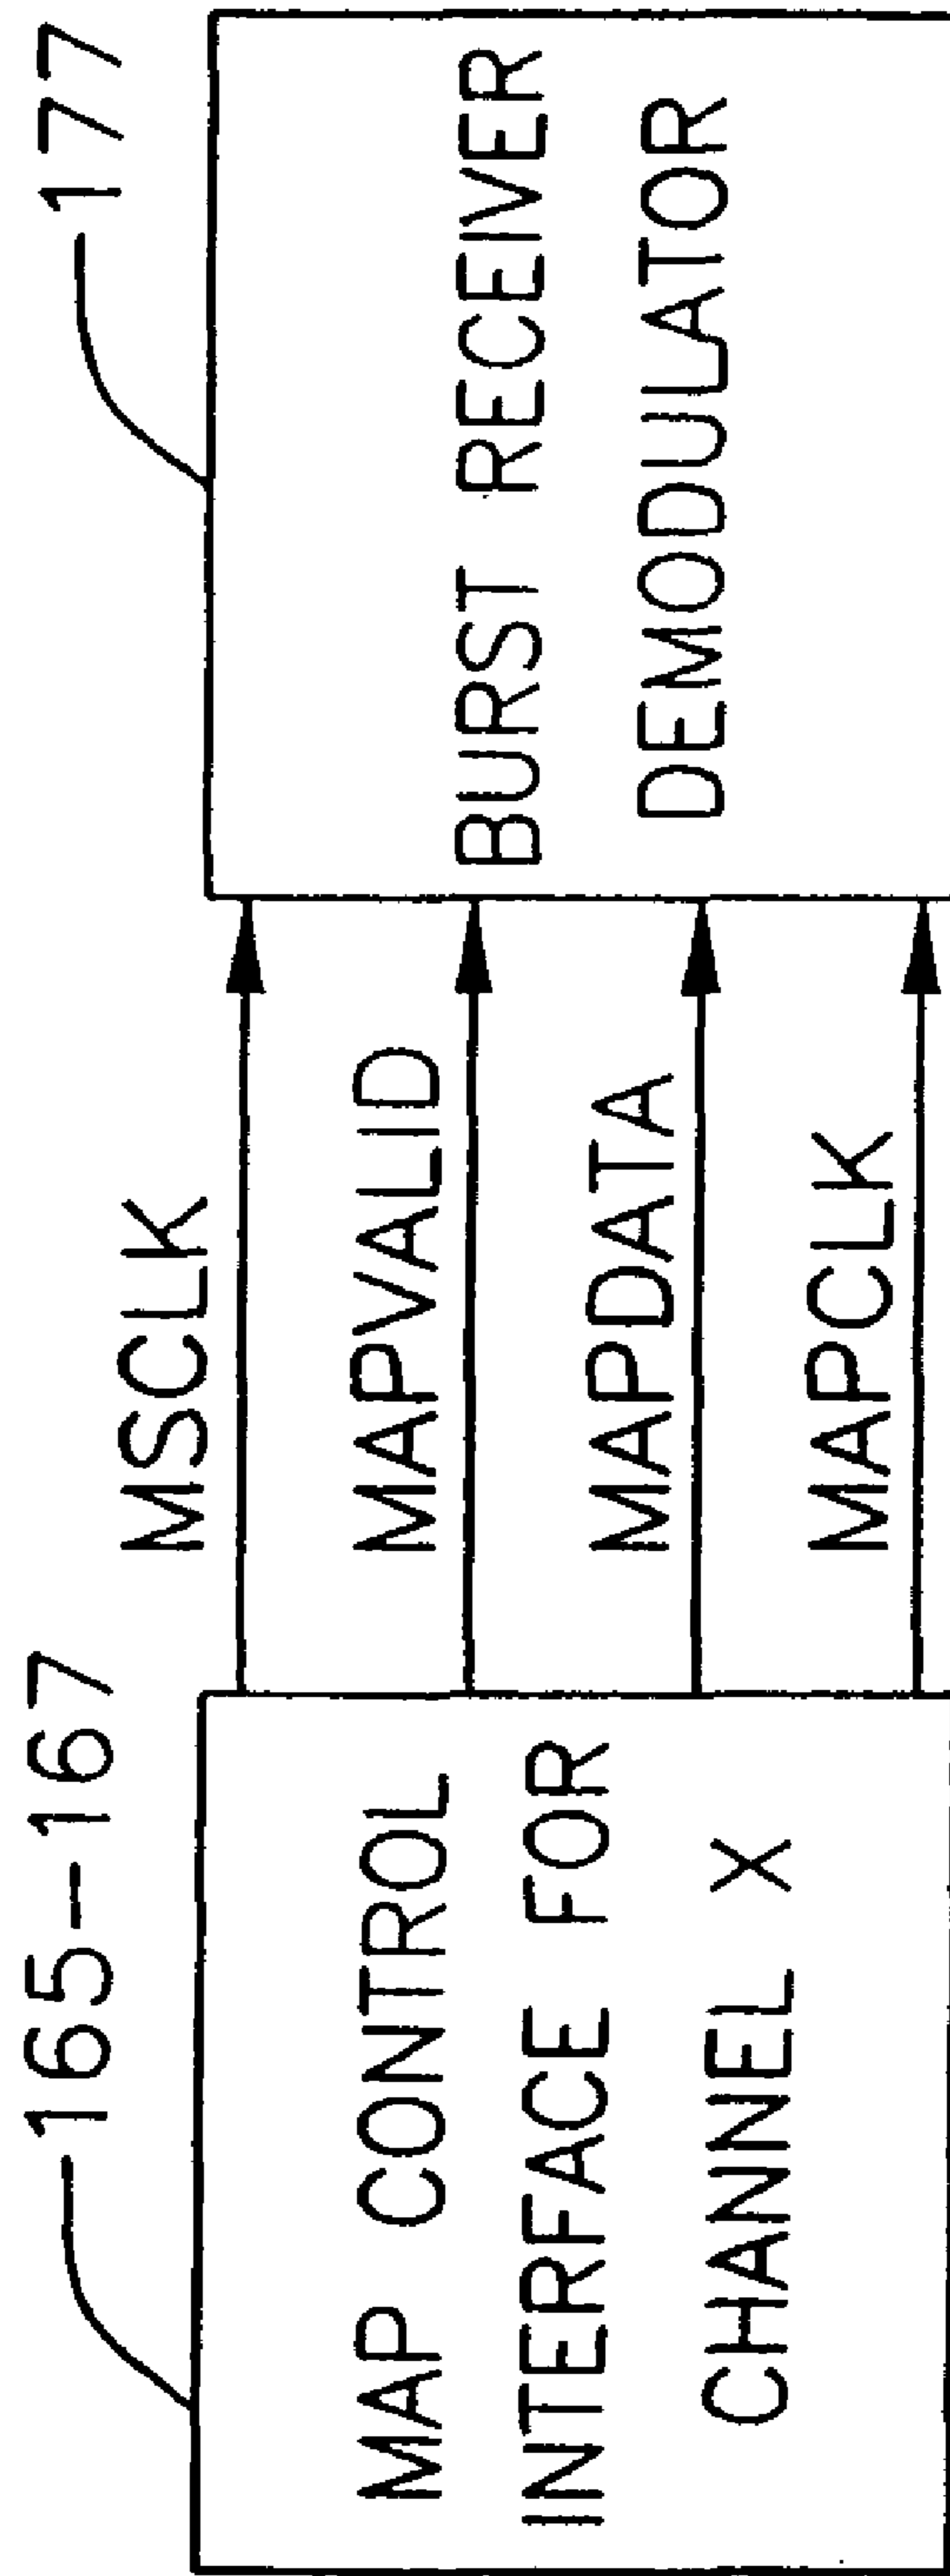 165-167
MAP CONTROL
INTERFACE FOR
CHANNEL X
MSCLK
MAPVALID
MAPDATA
MAPCLK
177
BURST RECEIVER
DEMODULATOR